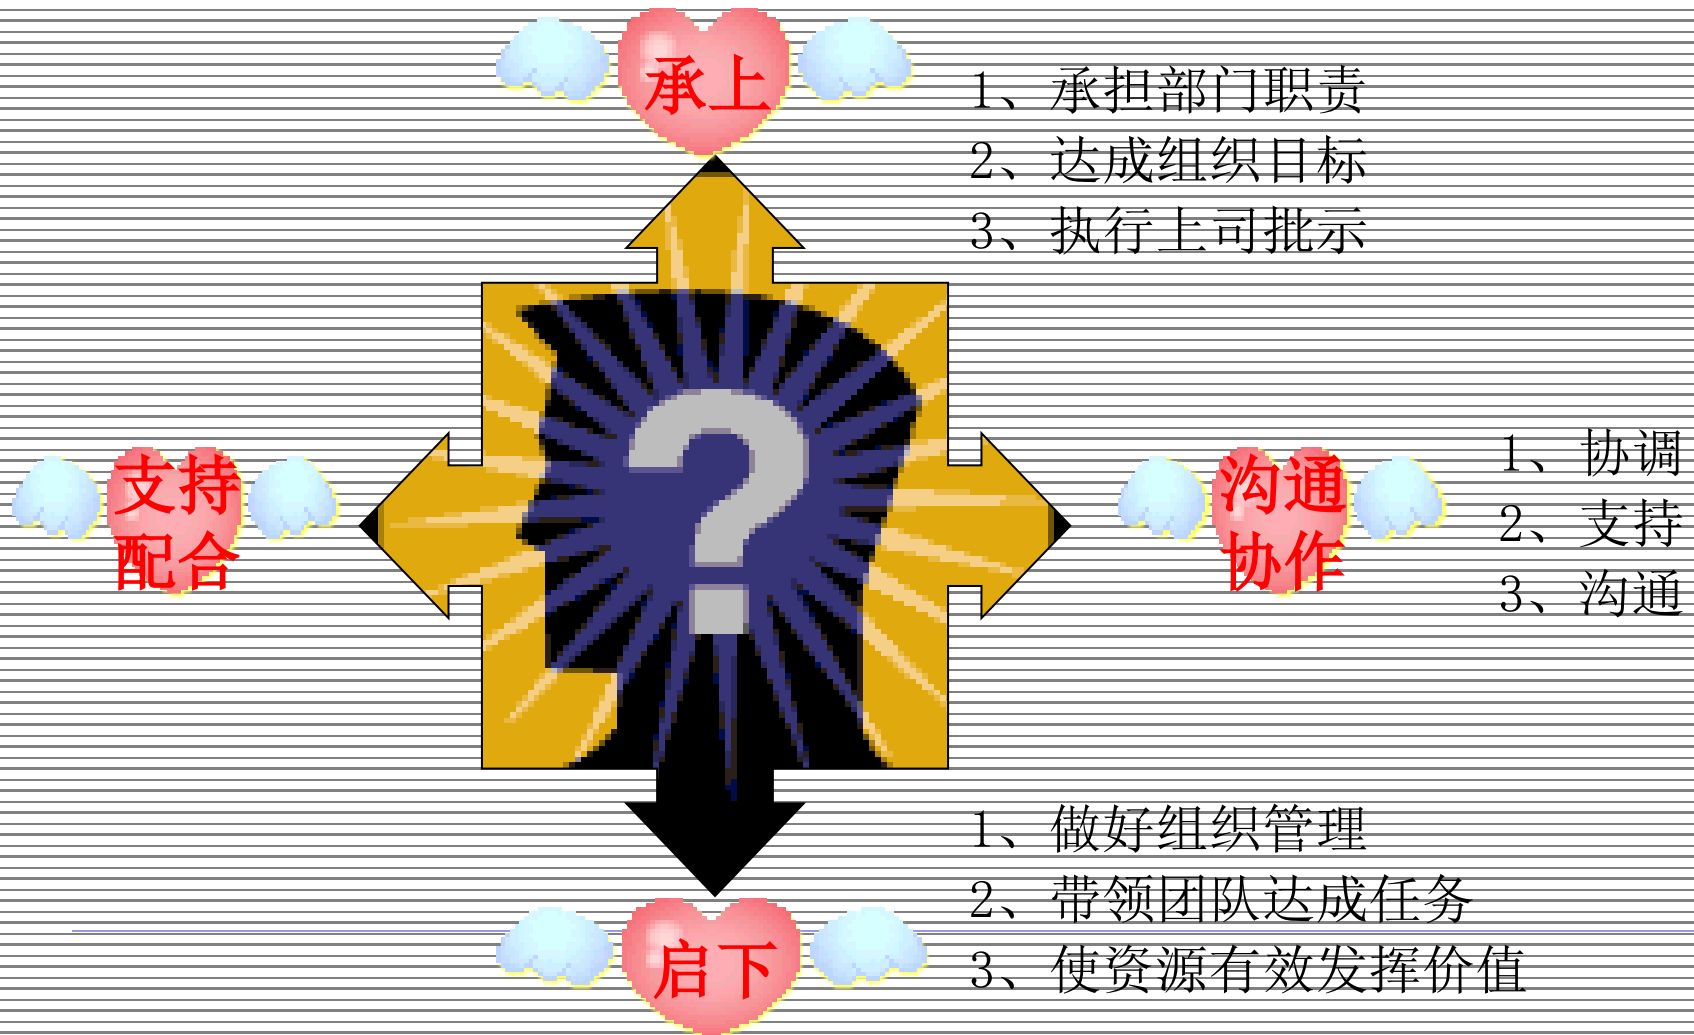 承上
1、承担部门职责
2、达成组织目标
3、执行上司批示
支持
配合
?
沟通
协作
1、协调
2、支持
3、沟通
1、做好组织管理
2、带领团队达成任务
3、使资源有效发挥价值
启下